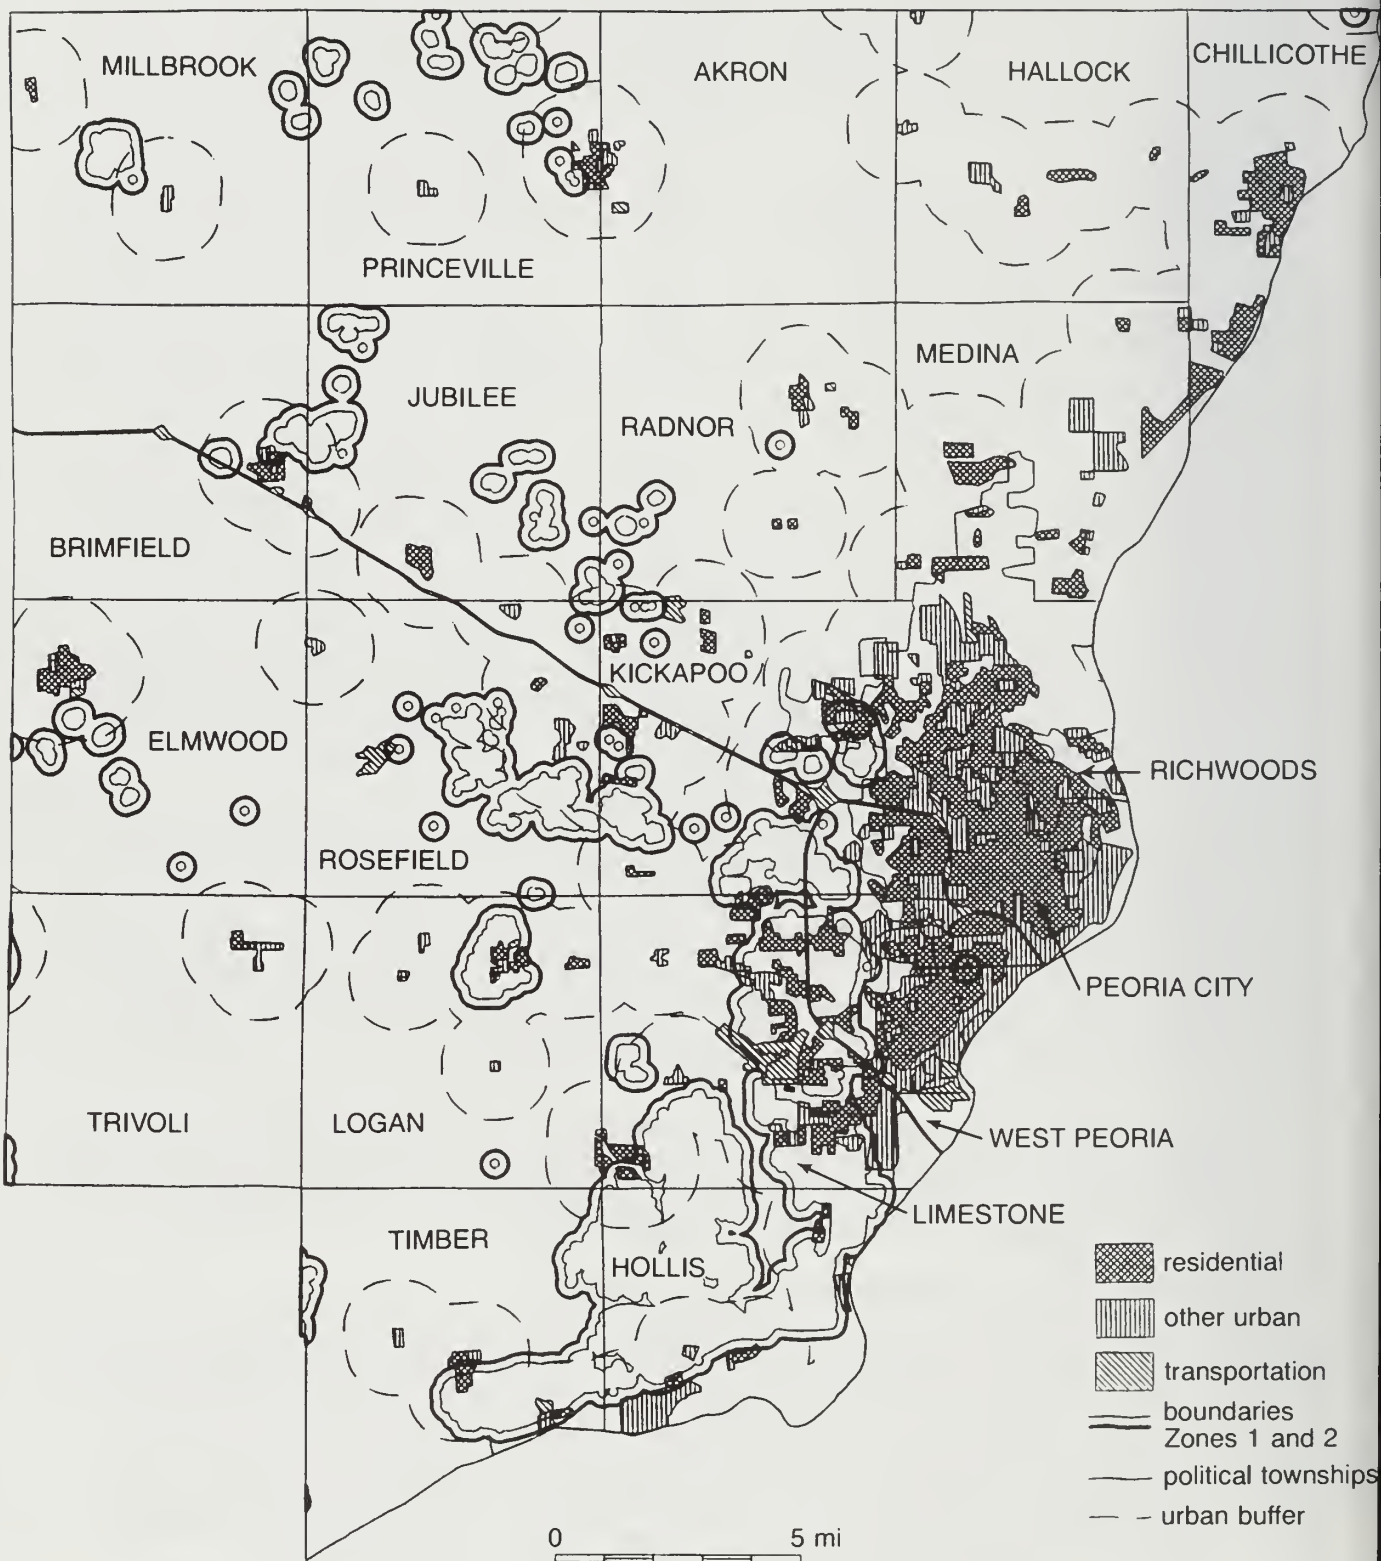 MILLBROOK
AKRON
HALLOCK
CHILLICOTHE
PRINCEVILLE
JUBILEE
RADNOR
MEDINA
BRIMFIELD
KICKAPOO
ELMWOOD
RICHWOODS
ROSEFIELD
PEORIA CITY
TRIVOLI
LOGAN
WEST PEORIA
LIMESTONE
TIMBER
HOLLIS
residential
other urban
transportation
boundaries
Zones 1 and 2
political townships
urban buffer
0 5 mi